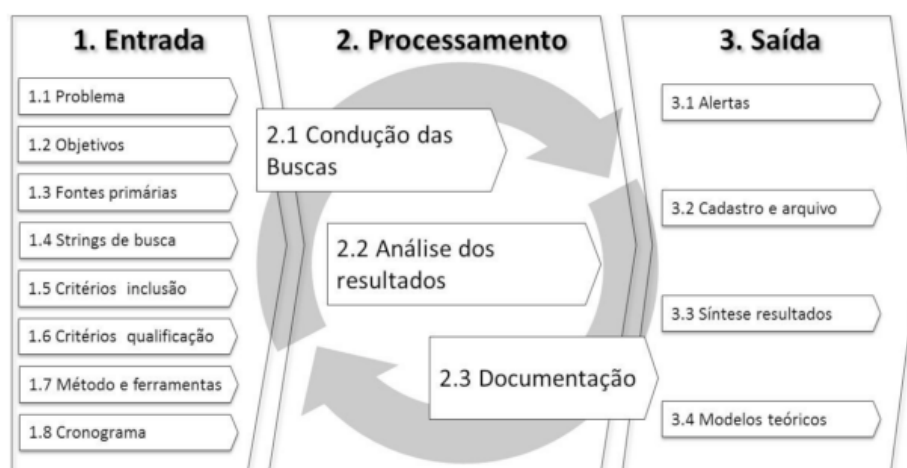 1. Entrada
1.1 Problema
1.2 Objetivos
1.3 Fontes primárias
1.4 Strings de busca
1.5 Critérios inclusão
1.6 Critérios qualificação
1.7 Método e ferramentas
1.8 Cronograma
2. Processamento
2.1 Condução das
Buscas
2.2 Análise dos
resultados
2.3 Documentação
3. Saída
3.1 Alertas
3.2 Cadastro e arquivo
3.3 Síntese resultados
3.4 Modelos teóricos